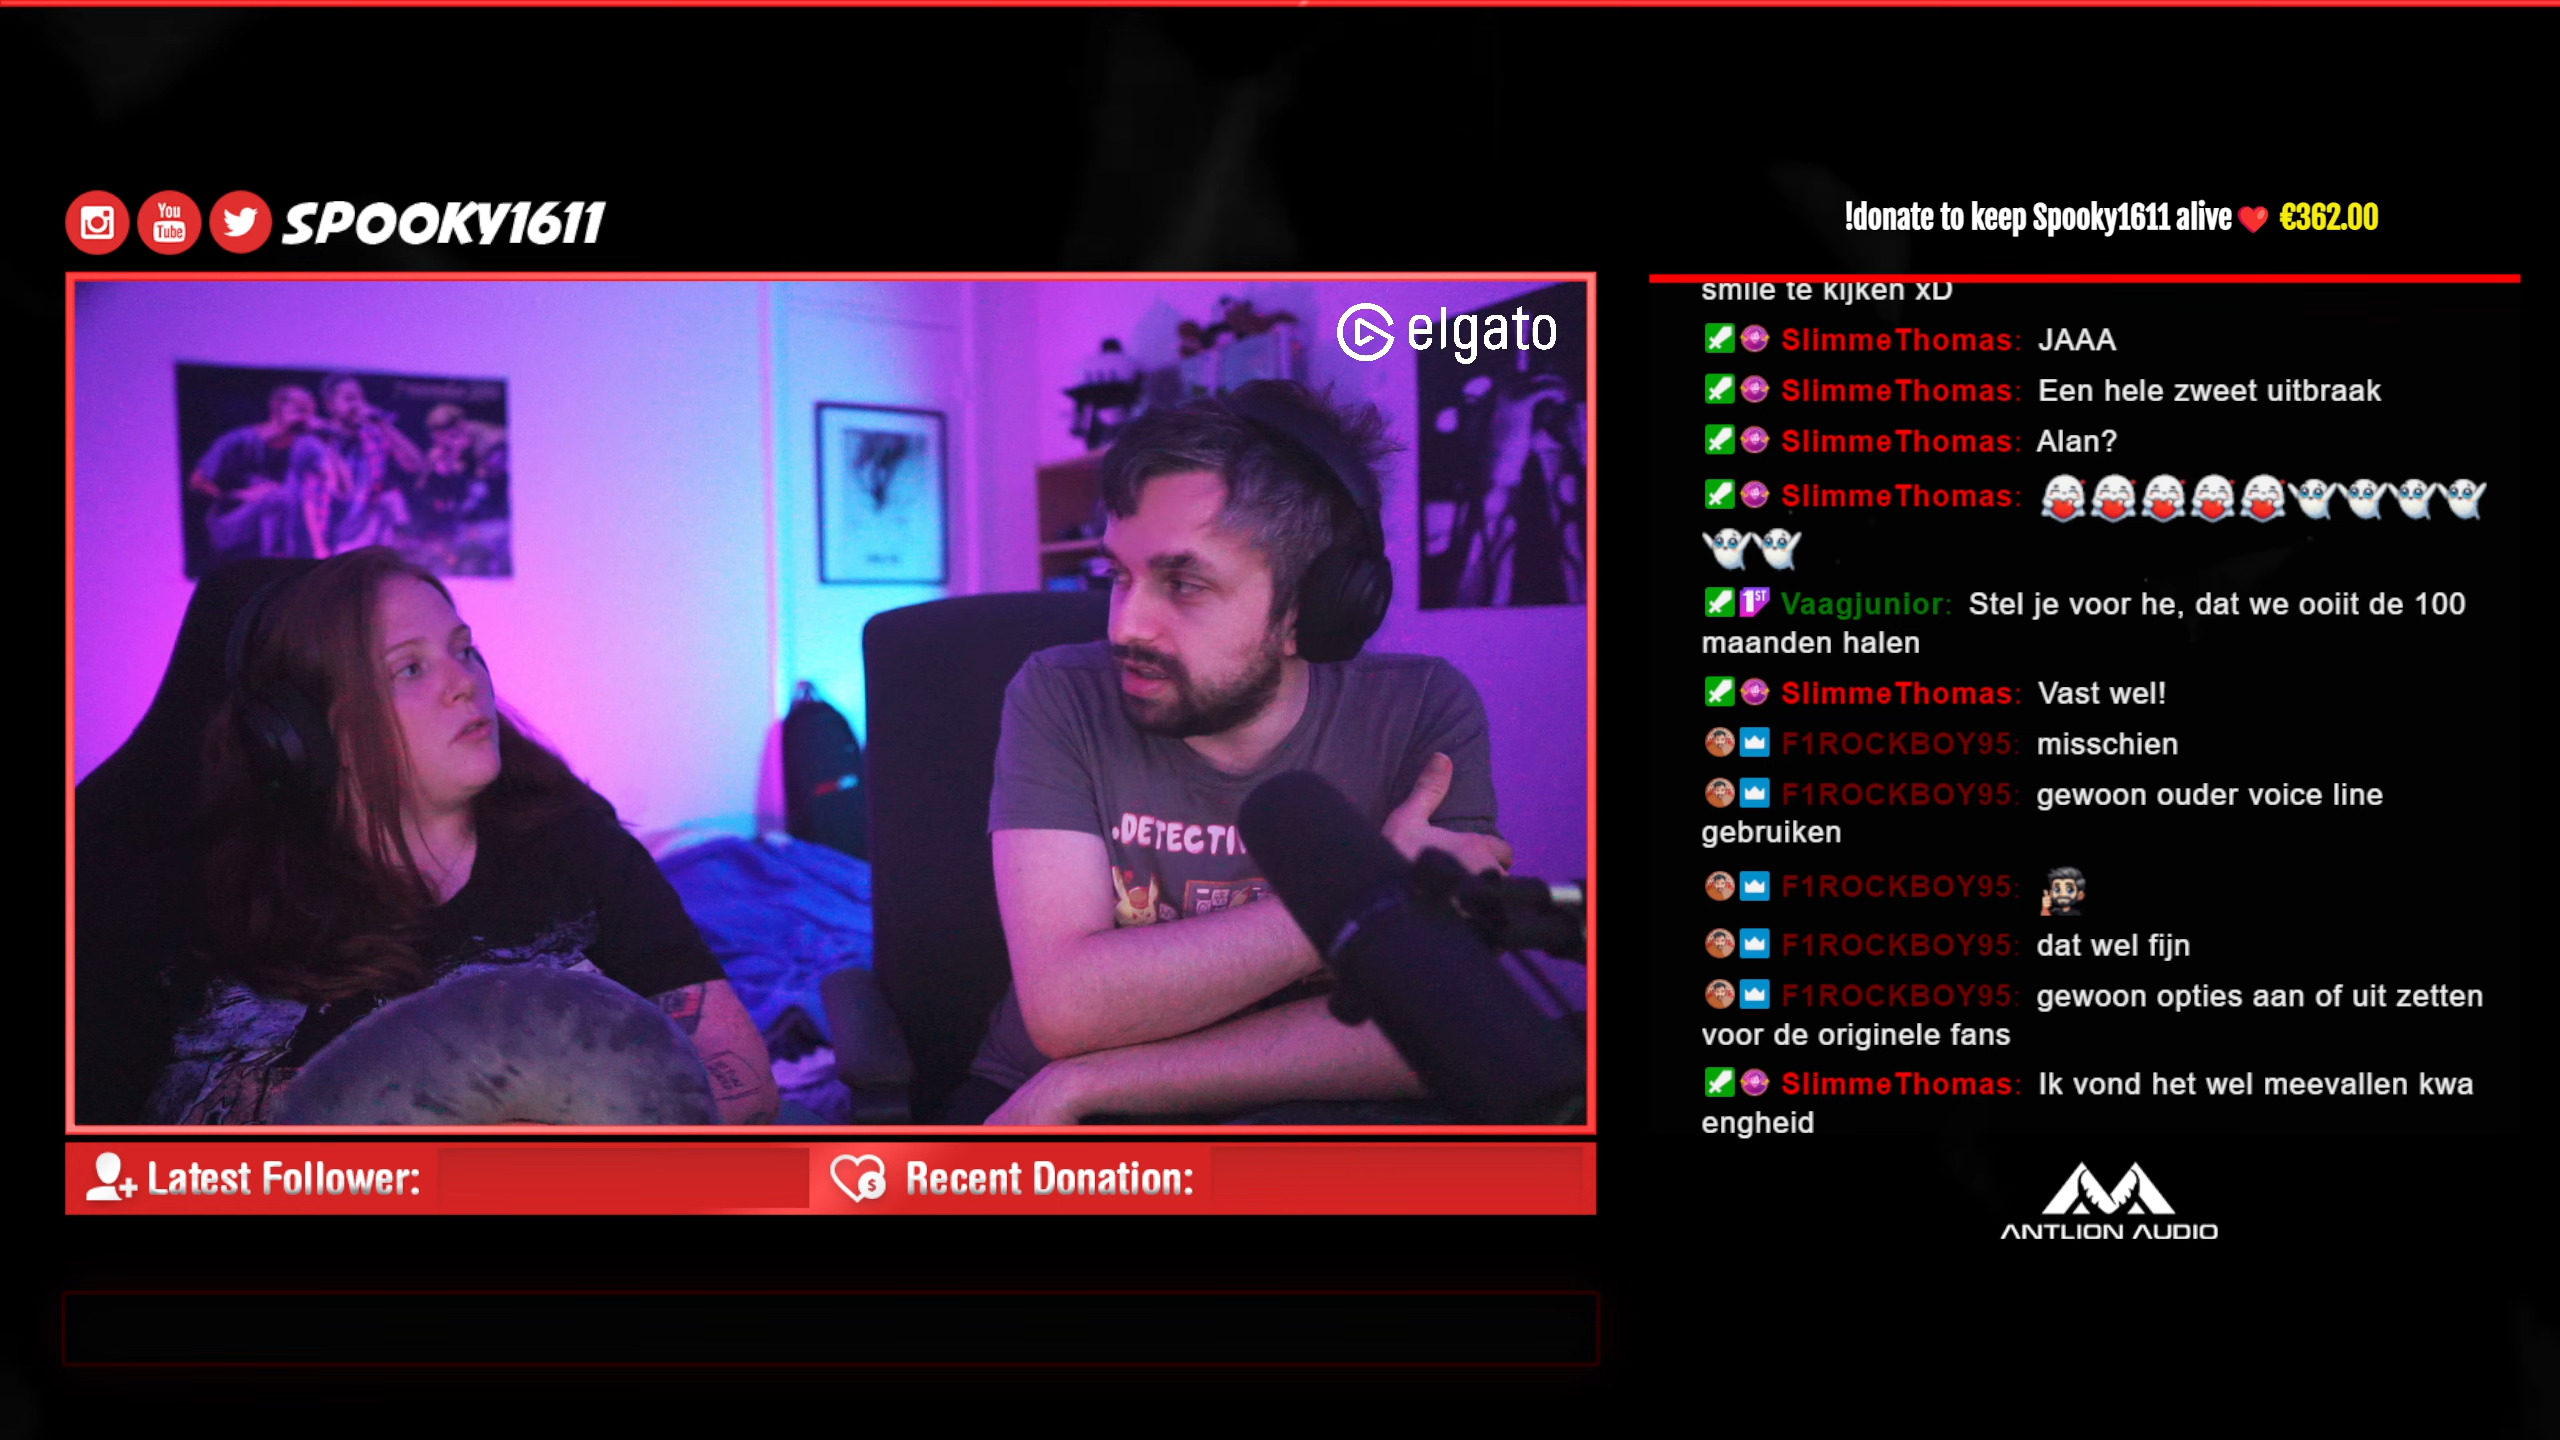 You
Tube
SPOOKY1611
!donate to keep Spooky1611 alive ❤ €362.00
elgato
.DETECTI
Latest Follower:
Recent Donation:
smile te kijken xD
SlimmeThomas: JAAA
SlimmeThomas: Een hele zweet uitbraak
SlimmeThomas: Alan?
SlimmeThomas:
1ST Vaagjunior: Stel je voor he, dat we ooiit de 100
maanden halen
SlimmeThomas: Vast wel!
F1ROCKBOY95: misschien
F1ROCKBOY95: gewoon ouder voice line
gebruiken
F1ROCKBOY95:
F1ROCKBOY95: dat wel fijn
F1ROCKBOY95: gewoon opties aan of uit zetten
voor de originele fans
SlimmeThomas: Ik vond het wel meevallen kwa
engheid
ANTLION AUDIO